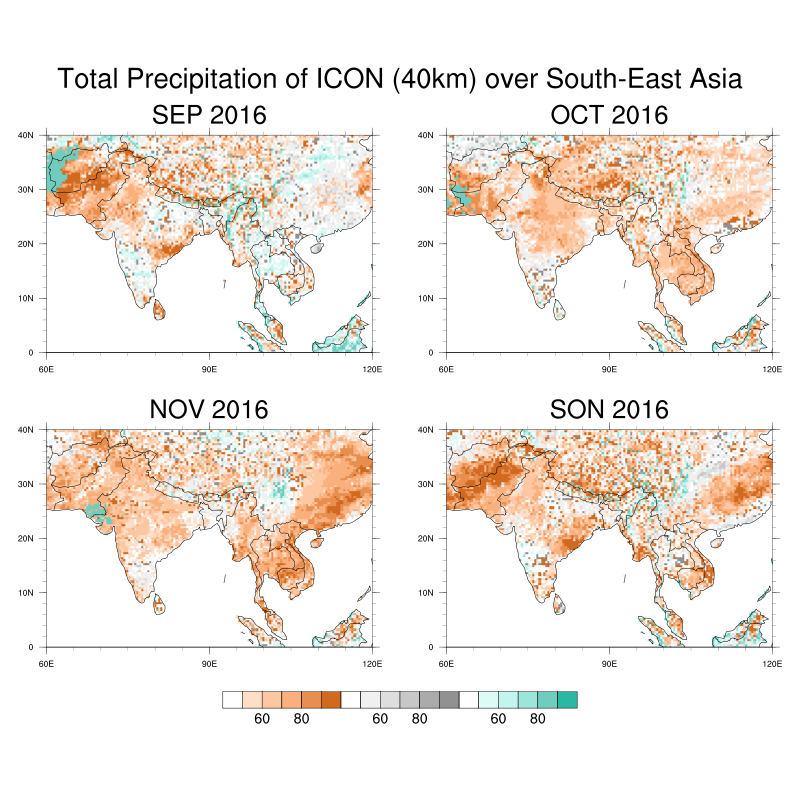 Total Precipitation of ICON (40km) over South-East Asia
SEP 2016
OCT 2016
40N
30N
20N
10N
0
60E
90E
120E
40N
30N
20N
10N
0
60E
90E
120E
NOV 2016
SON 2016
40N
30N
20N
10N
0
60E
90E
120E
40N
30N
20N
10N
0
60E
90E
120E
60 80 60 80 60 80